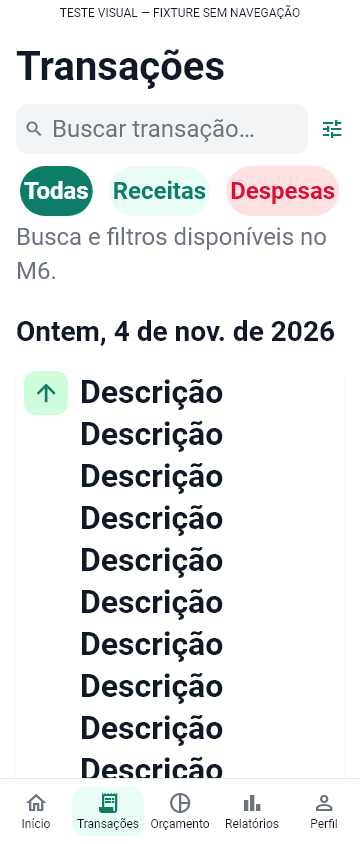 TESTE VISUAL — FIXTURE SEM NAVEGAÇÃO
Transações
Buscar transação...
Todas Receitas Despesas
Busca e filtros disponíveis no
M6.
Ontem, 4 de nov. de 2026
Descrição
Descrição
Descrição
Descrição
Descrição
Descrição
Descrição
Descrição
Descrição
Descrição
Início Transações Orçamento Relatórios Perfil